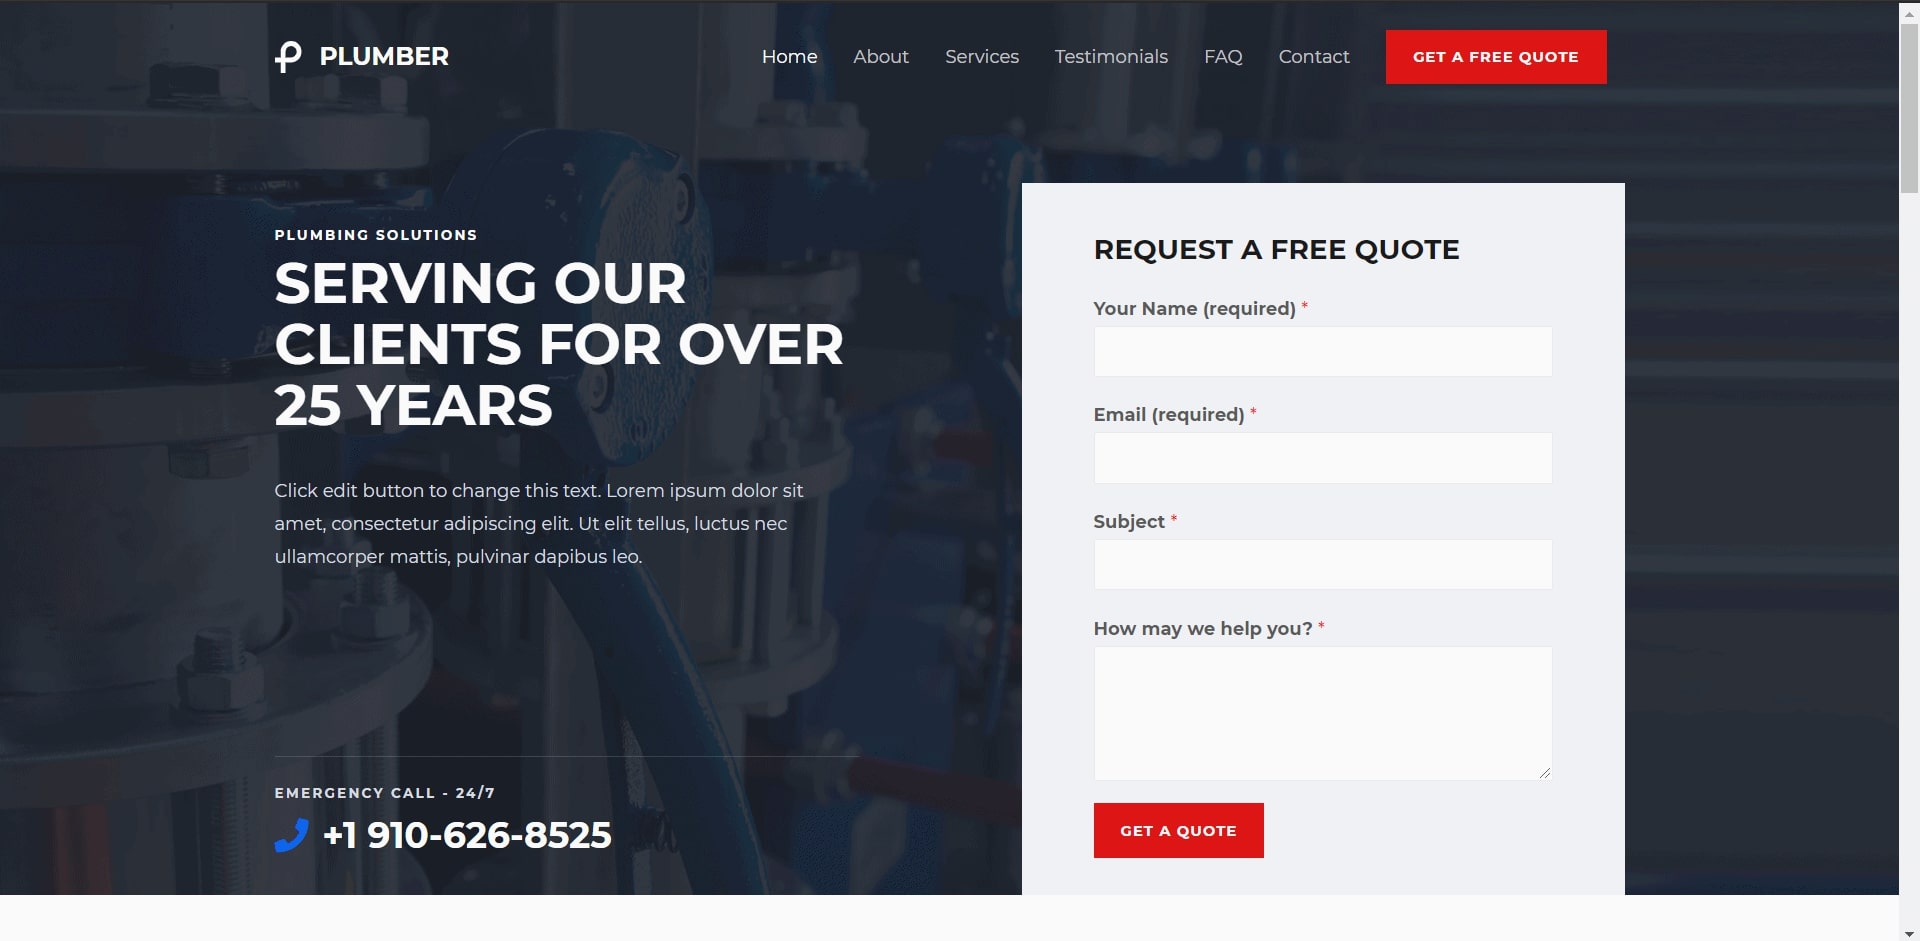 PLUMBER
Home
About
Services
Testimonials
FAQ
Contact
GET A FREE QUOTE
PLUMBING SOLUTIONS
SERVING OUR
CLIENTS FOR OVER
25 YEARS
Click edit button to change this text. Lorem ipsum dolor sit
amet, consectetur adipiscing elit. Ut elit tellus, luctus nec
ullamcorper mattis, pulvinar dapibus leo.
EMERGENCY CALL - 24/7
+1 910-626-8525
REQUEST A FREE QUOTE
Your Name (required) *
Email (required) *
Subject *
How may we help you? *
GET A QUOTE